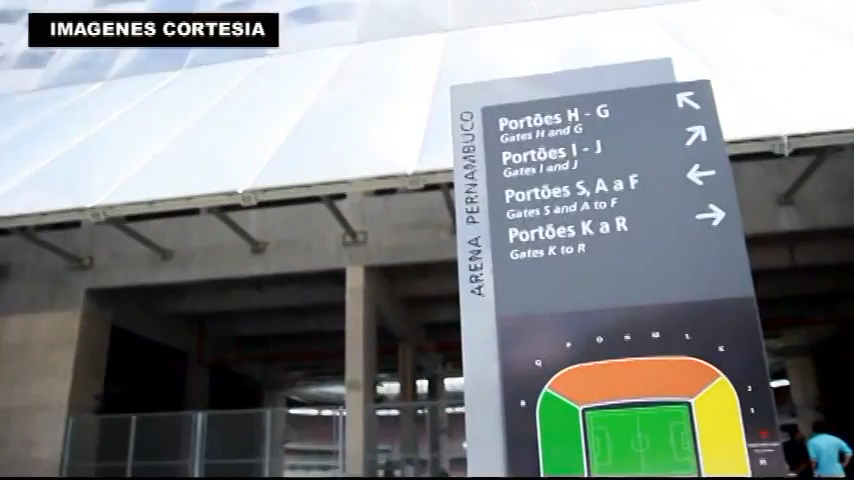 IMAGENES CORTESIA
ARENA PERNAMBUCO
Portões H - G
Gates H and G
Portões I - J
Gates I and J
Portões S, A a F
Gates S and A to F
Portões K a R
Gates K to R